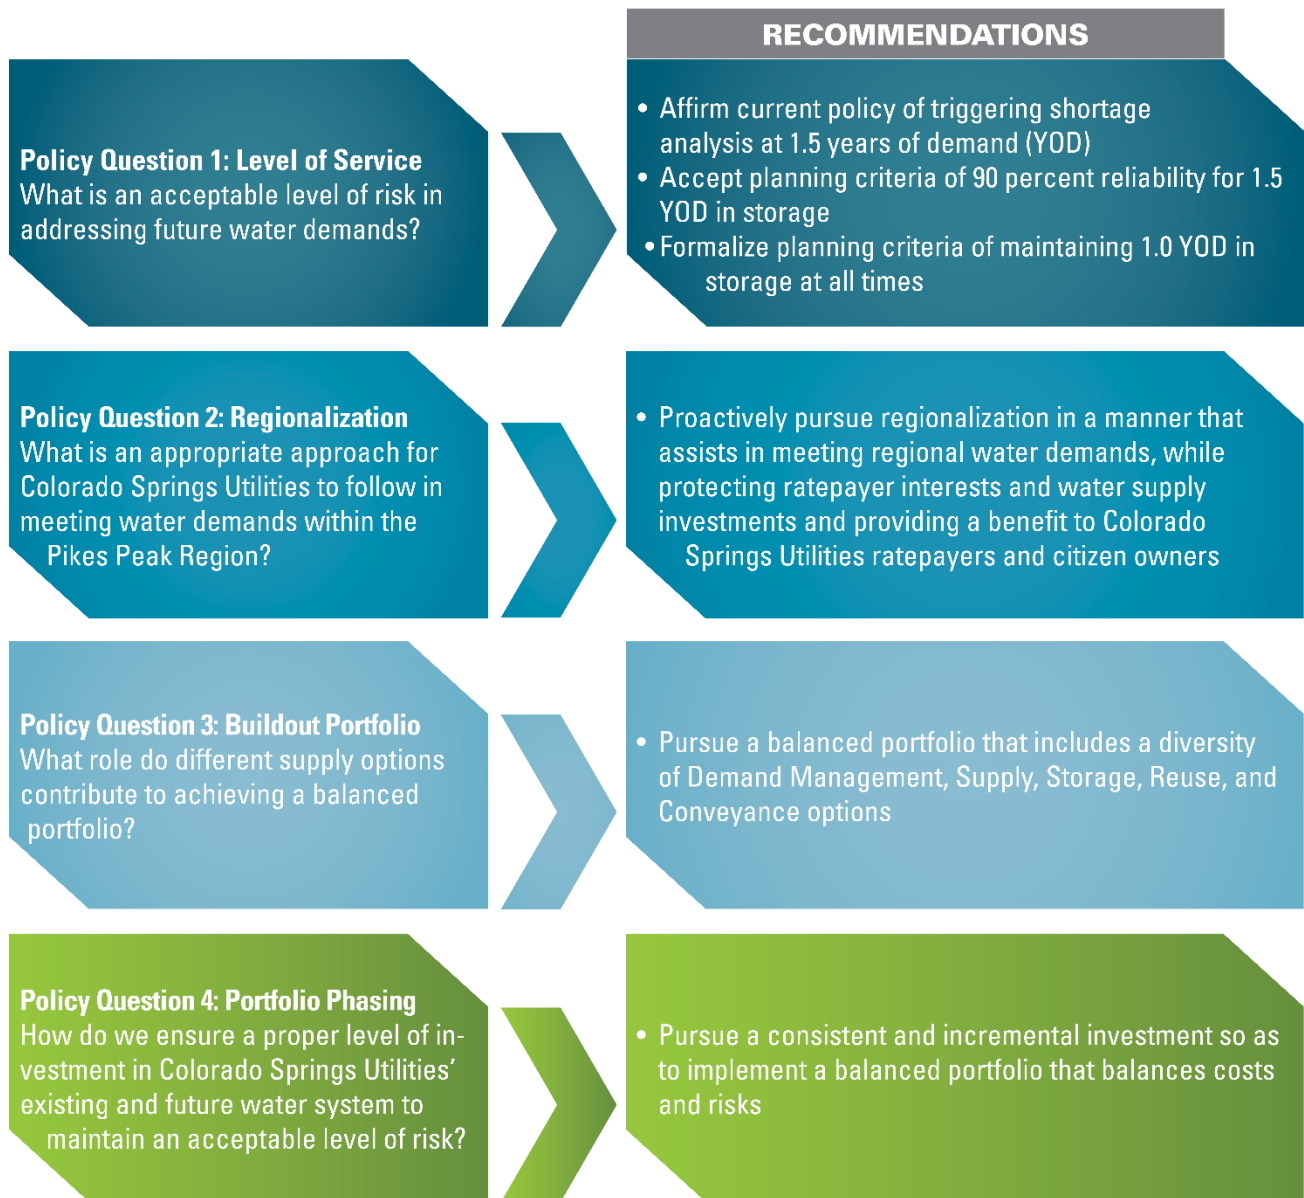 RECOMMENDATIONS
Policy Question 1: Level of Service
What is an acceptable level of risk in
addressing future water demands?
• Affirm current policy of triggering shortage
analysis at 1.5 years of demand (YOD)
• Accept planning criteria of 90 percent reliability for 1.5
YOD in storage
• Formalize planning criteria of maintaining 1.0 YOD in
storage at all times
Policy Question 2: Regionalization
What is an appropriate approach for
Colorado Springs Utilities to follow in
meeting water demands within the
Pikes Peak Region?
• Proactively pursue regionalization in a manner that
assists in meeting regional water demands, while
protecting ratepayer interests and water supply
investments and providing a benefit to Colorado
Springs Utilities ratepayers and citizen owners
Policy Question 3: Buildout Portfolio
What role do different supply options
contribute to achieving a balanced
portfolio?
• Pursue a balanced portfolio that includes a diversity
of Demand Management, Supply, Storage, Reuse, and
Conveyance options
Policy Question 4: Portfolio Phasing
How do we ensure a proper level of in-
vestment in Colorado Springs Utilities’
existing and future water system to
maintain an acceptable level of risk?
• Pursue a consistent and incremental investment so as
to implement a balanced portfolio that balances costs
and risks